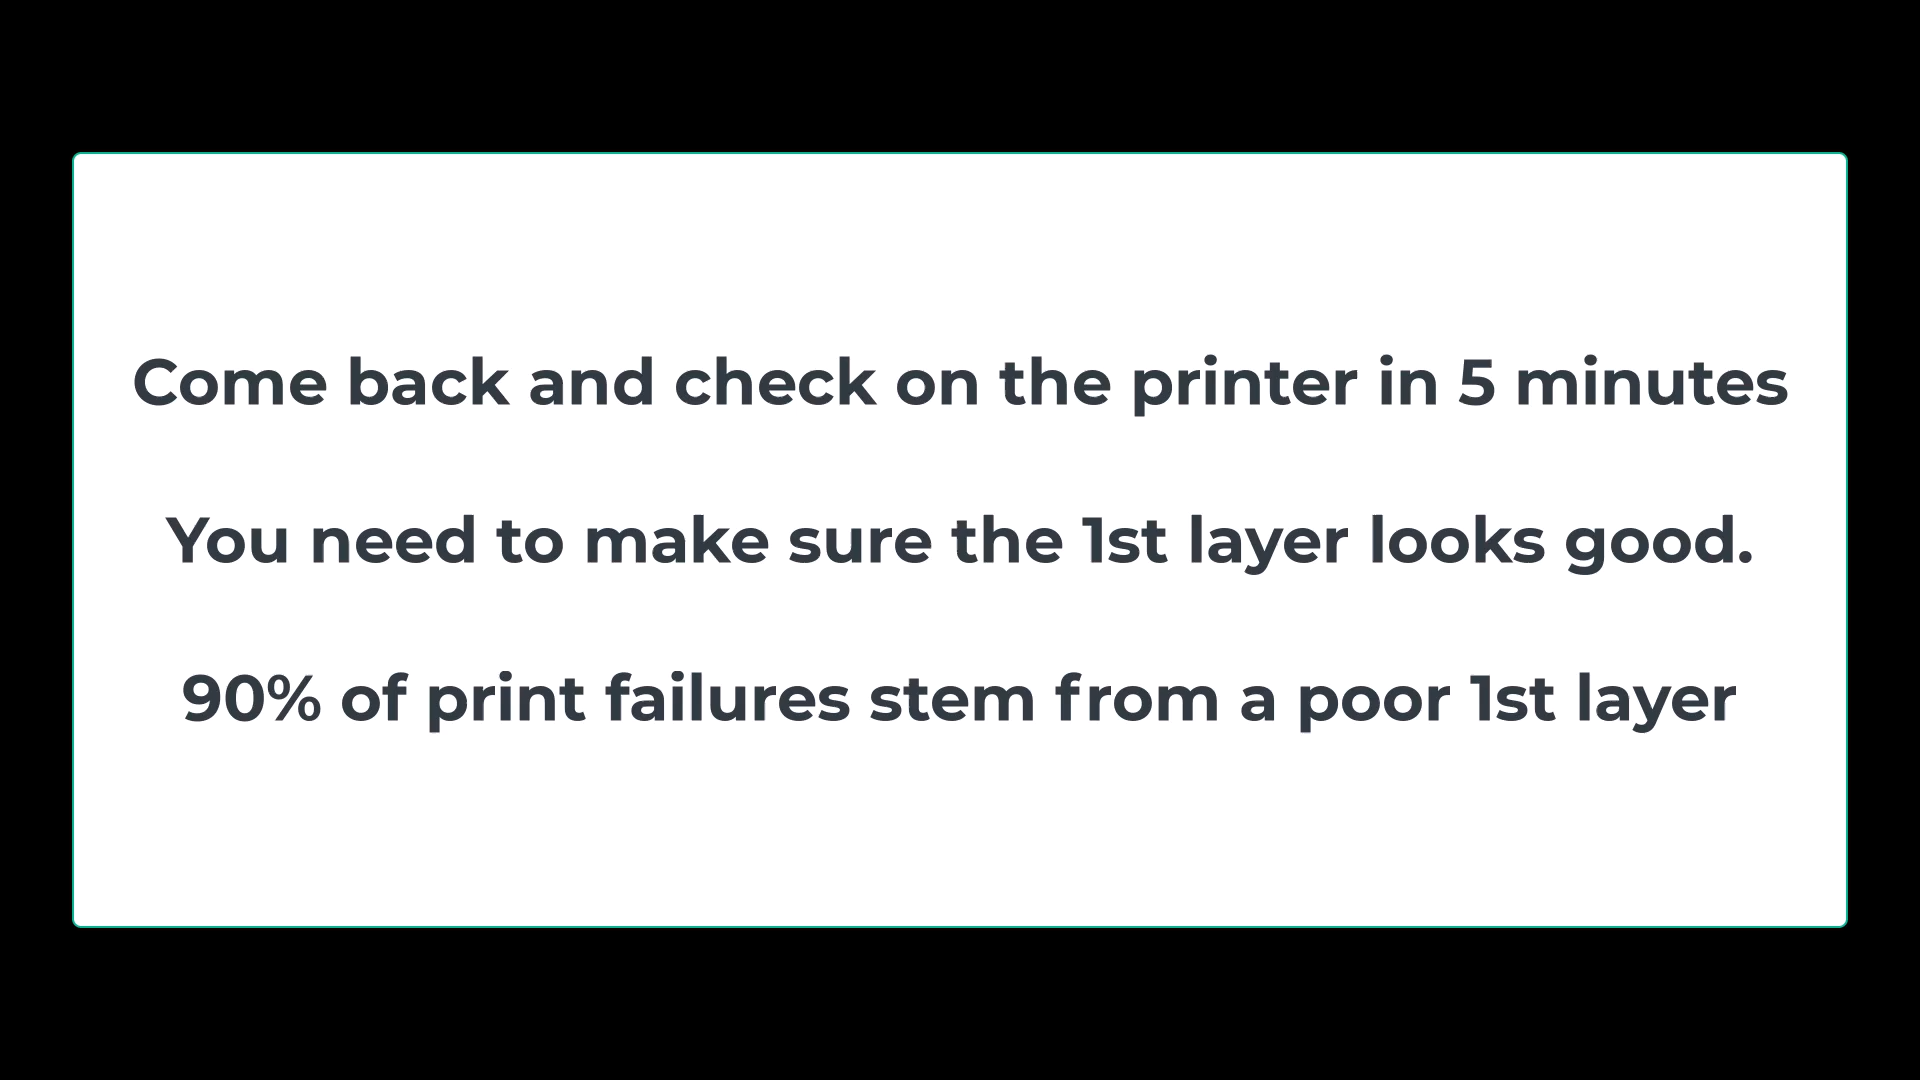 Come back and check on the printer in 5 minutes
You need to make sure the 1st layer looks good.
90% of print failures stem from a poor 1st layer